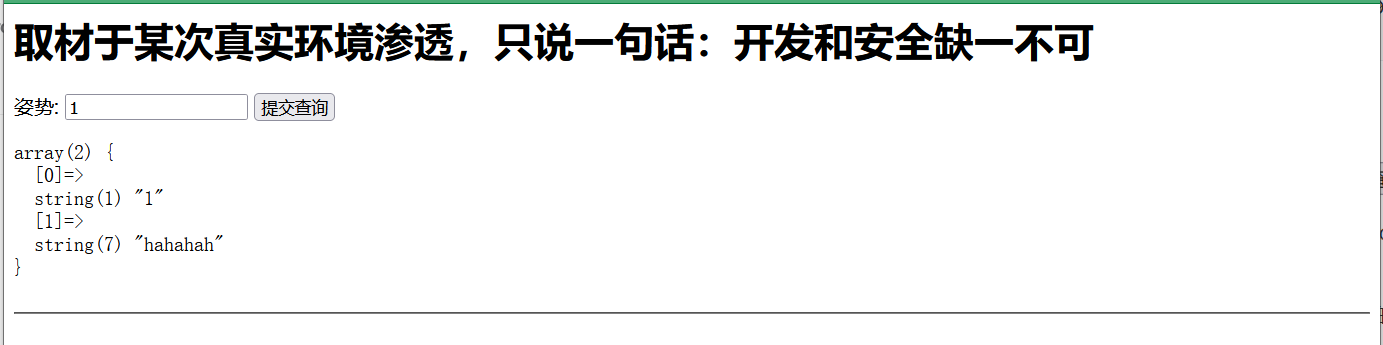 取材于某次真实环境渗透，只说一句话：开发和安全缺一不可
姿势: 1 提交查询
array(2) {
  [0]=>
  string(1) "1"
  [1]=>
  string(7) "hahahah"
}